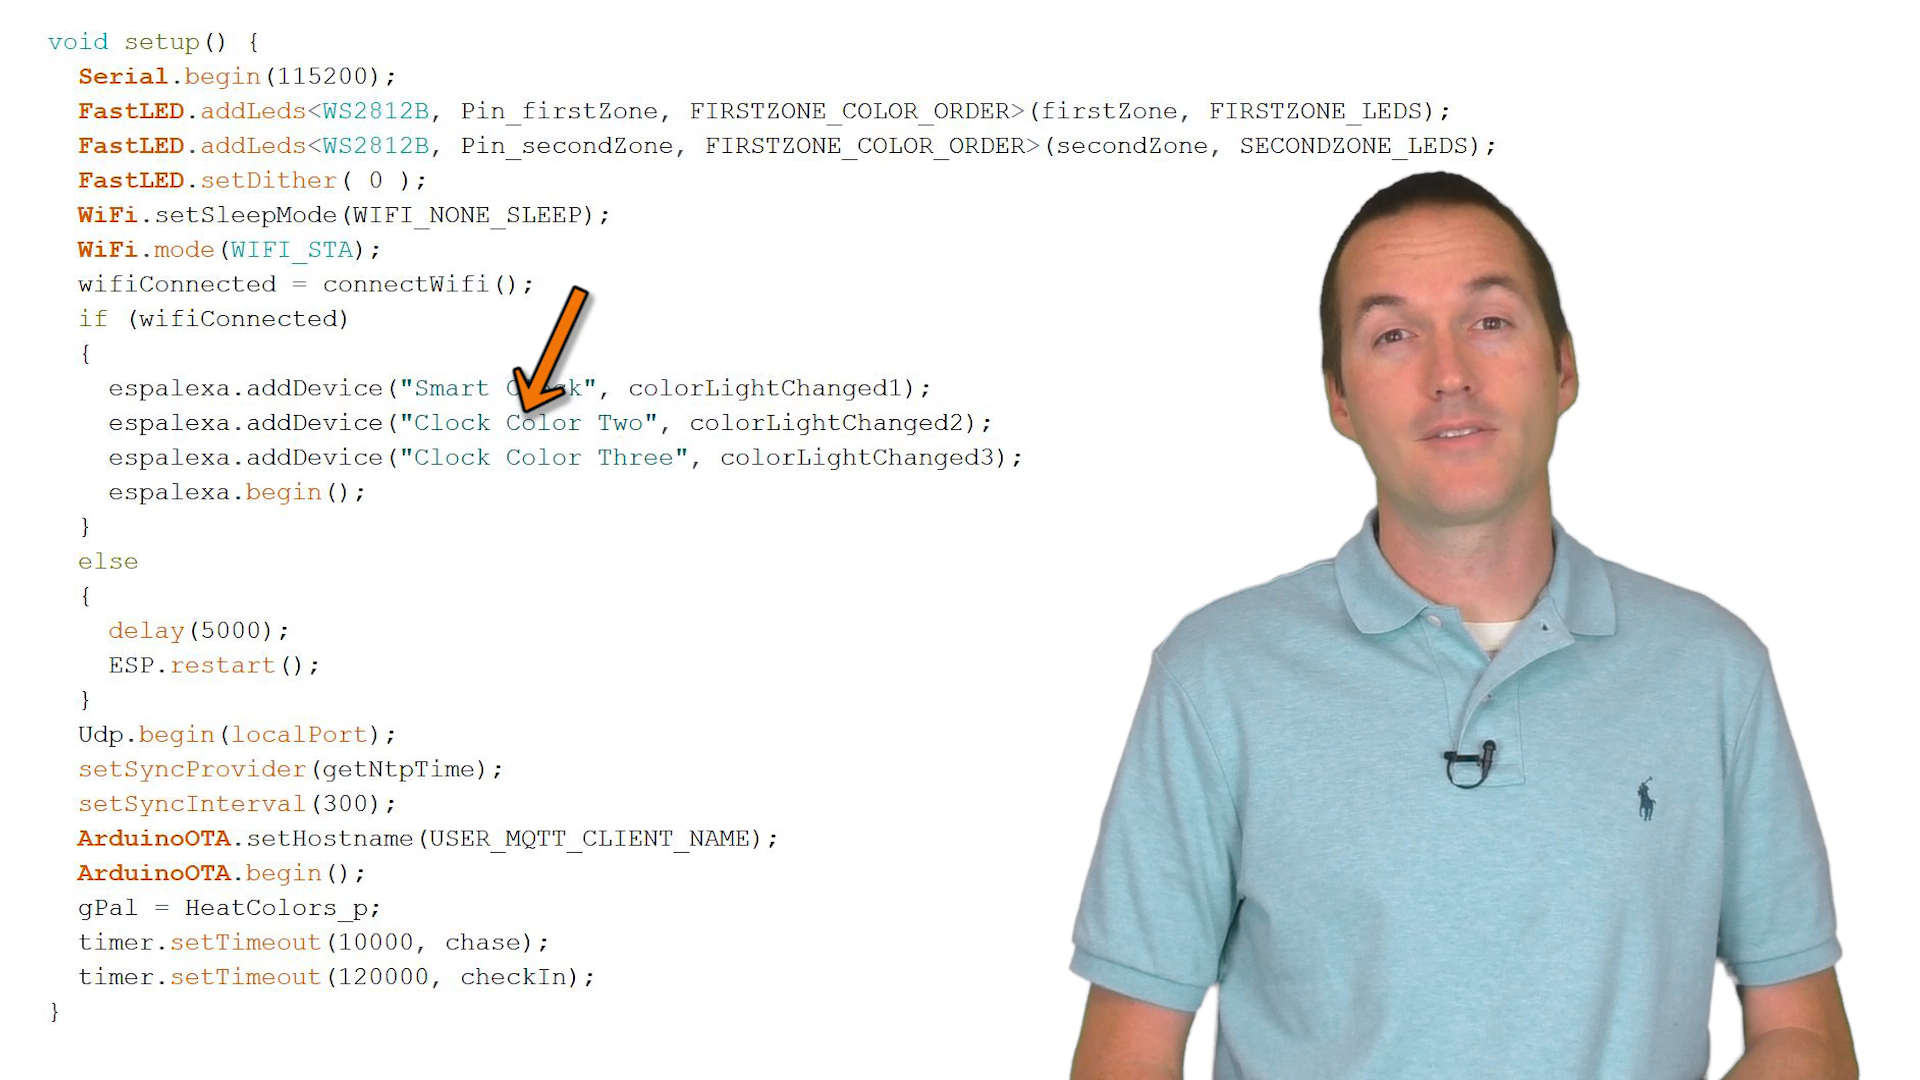 void setup() {
Serial.begin(115200);
FastLED.addLeds<WS2812B, Pin_firstZone, FIRSTZONE_COLOR_ORDER>(firstZone, FIRSTZONE_LEDS);
FastLED.addLeds<WS2812B, Pin_secondZone, FIRSTZONE_COLOR_ORDER>(secondZone, SECONDZONE_LEDS);
FastLED.setDither( 0 );
WiFi.setSleepMode(WIFI_NONE_SLEEP);
WiFi.mode(WIFI_STA);
wifiConnected = connectWifi();
if (wifiConnected)
{
espalexa.addDevice("Smart Clock", colorLightChanged1);
espalexa.addDevice("Clock Color Two", colorLightChanged2);
espalexa.addDevice("Clock Color Three", colorLightChanged3);
espalexa.begin();
}
else
{
delay(5000);
ESP.restart();
}
Udp.begin(localPort);
setSyncProvider(getNtpTime);
setSyncInterval(300);
ArduinoOTA.setHostname(USER_MQTT_CLIENT_NAME);
ArduinoOTA.begin();
gPal = HeatColors_p;
timer.setTimeout(10000, chase);
timer.setTimeout(120000, checkIn);
}